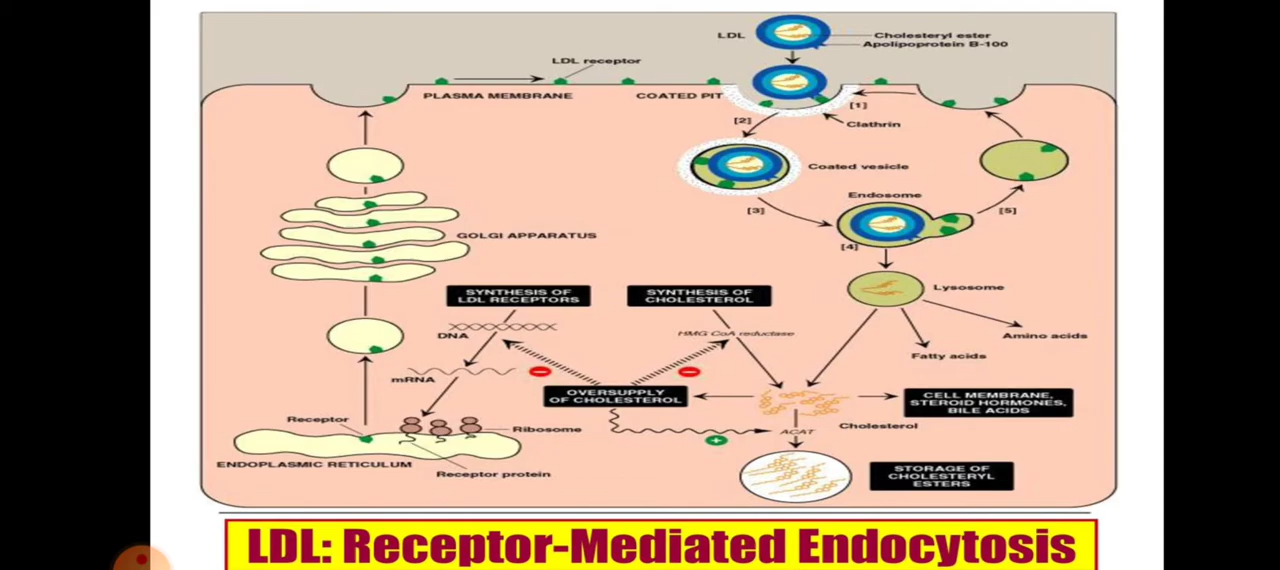 LDL
Cholesteryl ester
Apolipoprotein B-100
LDL receptor
PLASMA MEMBRANE
COATED PIT
[1]
[2]
Clathrin
Coated vesicle
Endosome
[3]
[5]
GOLGI APPARATUS
[4]
SYNTHESIS OF
LDL RECEPTORS
SYNTHESIS OF
CHOLESTEROL
Lysosome
DNA
HMG CoA reductase
Amino acids
Fatty acids
mRNA
OVERSUPPLY
OF CHOLESTEROL
CELL MEMBRANE,
STEROID HORMONES,
BILE ACIDS
Receptor
Ribosome
Cholesterol
ACAT
ENDOPLASMIC RETICULUM
Receptor protein
STORAGE OF
CHOLESTERYL
ESTERS
LDL: Receptor-Mediated Endocytosis